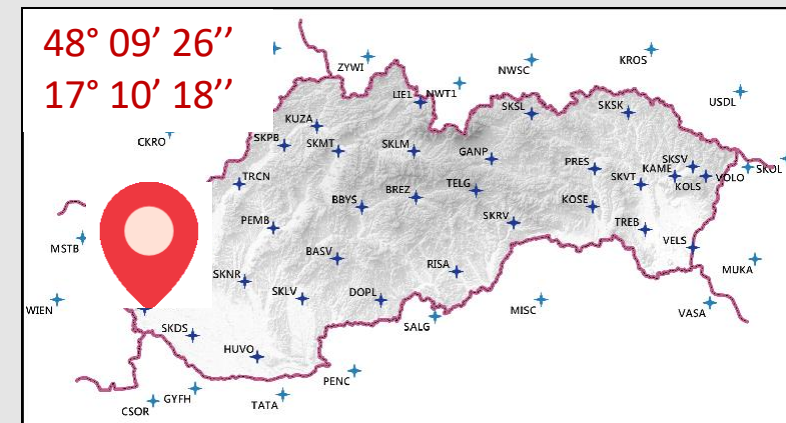 48° 09’ 26’’
17° 10’ 18’’
ZYWI
NWSC
KROS
LIE1
NWT1
USDL
SKSL
SKSK
KUZA
CKRO
SKPB
SKMT
SKLM
GANP
PRES
SKSV
KAME
SKOL
VOLO
TRCN
BBYS
BREZ
TELG
SKVT
KOLS
KOSE
PEMB
SKRV
TREB
MSTB
VELS
BASV
RISA
MUKA
SKNR
SKLV
DOPL
WIEN
MISC
VASA
SALG
SKDS
HUVO
PENC
GYFH
TATA
CSOR